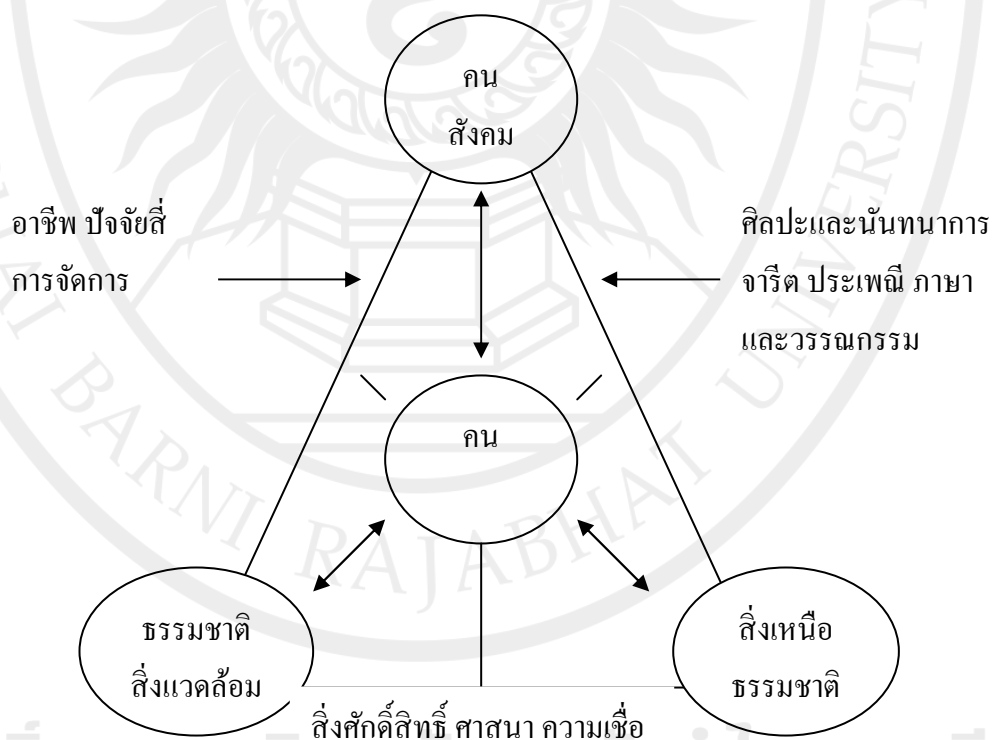 คน
สังคม
อาชีพ ปัจจัยสี่
การจัดการ
ศิลปะและนันทนาการ
จารีต ประเพณี ภาษา
และวรรณกรรม
คน
ธรรมชาติ
สิ่งแวดล้อม
สิ่งเหนือ
ธรรมชาติ
สิ่งศักดิ์สิทธิ์ ศาสนา ความเชื่อ
BARNI RAJABHAT UNIVERSITY